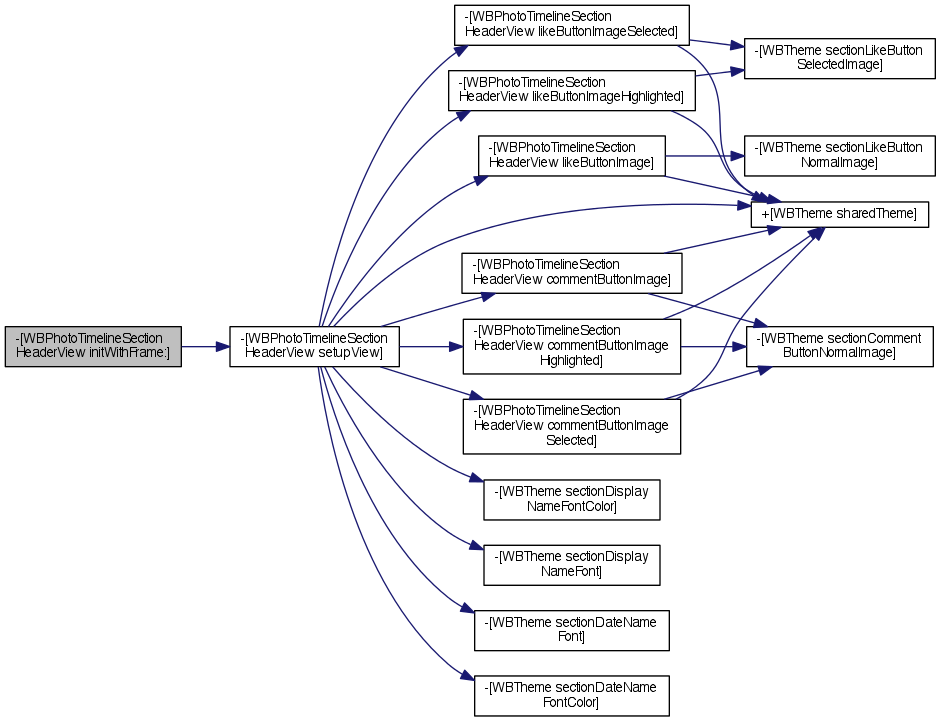 -[WBPhotoTimelineSection
HeaderView initWithFrame:]
-[WBPhotoTimelineSection
HeaderView setupView]
-[WBPhotoTimelineSection
HeaderView likeButtonImageSelected]
-[WBPhotoTimelineSection
HeaderView likeButtonImageHighlighted]
-[WBPhotoTimelineSection
HeaderView likeButtonImage]
-[WBPhotoTimelineSection
HeaderView commentButtonImage]
-[WBPhotoTimelineSection
HeaderView commentButtonImage
Highlighted]
-[WBPhotoTimelineSection
HeaderView commentButtonImage
Selected]
-[WBTheme sectionDisplay
NameFontColor]
-[WBTheme sectionDisplay
NameFont]
-[WBTheme sectionDateName
Font]
-[WBTheme sectionDateName
FontColor]
-[WBTheme sectionLikeButton
SelectedImage]
-[WBTheme sectionLikeButton
NormalImage]
+[WBTheme sharedTheme]
-[WBTheme sectionComment
ButtonNormalImage]